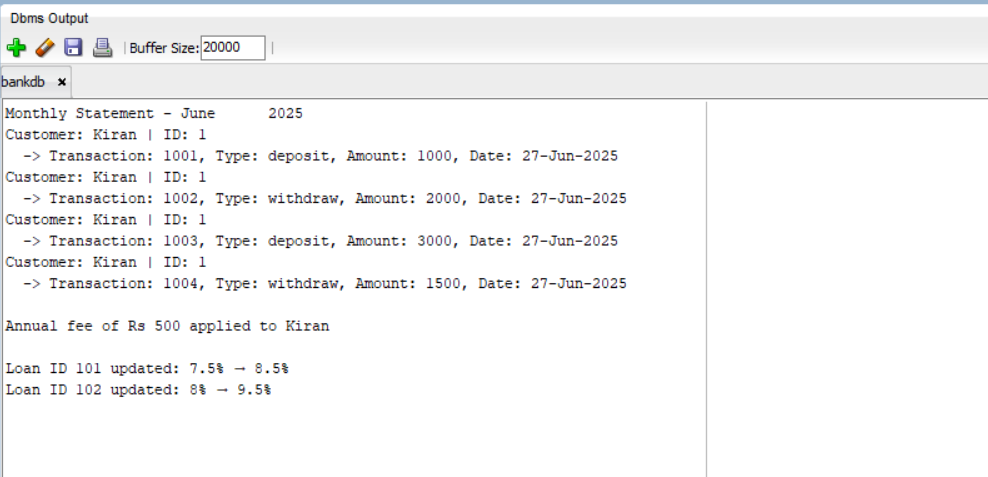 Dbms Output
Buffer Size: 20000
bankdb
Monthly Statement - June      2025
Customer: Kiran | ID: 1
  -> Transaction: 1001, Type: deposit, Amount: 1000, Date: 27-Jun-2025
Customer: Kiran | ID: 1
  -> Transaction: 1002, Type: withdraw, Amount: 2000, Date: 27-Jun-2025
Customer: Kiran | ID: 1
  -> Transaction: 1003, Type: deposit, Amount: 3000, Date: 27-Jun-2025
Customer: Kiran | ID: 1
  -> Transaction: 1004, Type: withdraw, Amount: 1500, Date: 27-Jun-2025
Annual fee of Rs 500 applied to Kiran
Loan ID 101 updated: 7.5% → 8.5%
Loan ID 102 updated: 8% → 9.5%